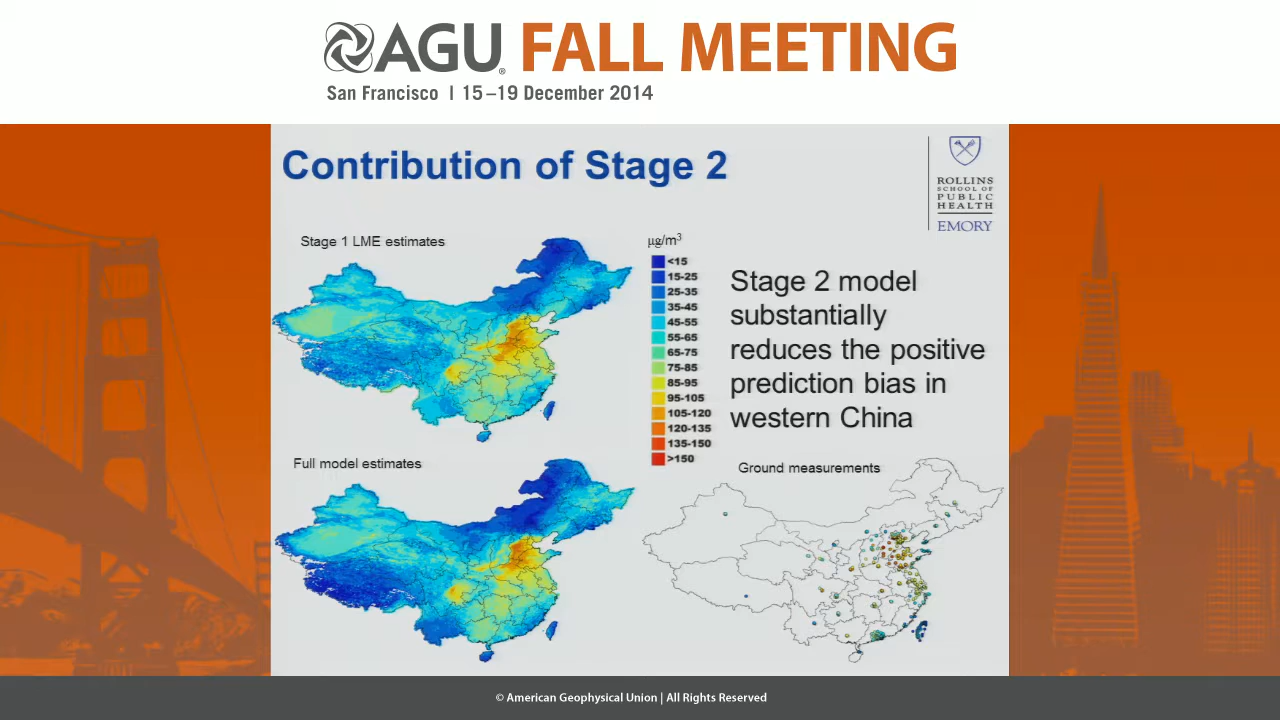 AGU® FALL MEETING
San Francisco | 15–19 December 2014
Contribution of Stage 2
ROLLINS
SCHOOL OF
PUBLIC
HEALTH
EMORY
Stage 1 LME estimates
µg/m³
<15
15-25
25-35
35-45
45-55
55-65
65-75
75-85
85-95
95-105
105-120
120-135
135-150
>150
Stage 2 model
substantially
reduces the positive
prediction bias in
western China
Full model estimates
Ground measurements
© American Geophysical Union | All Rights Reserved